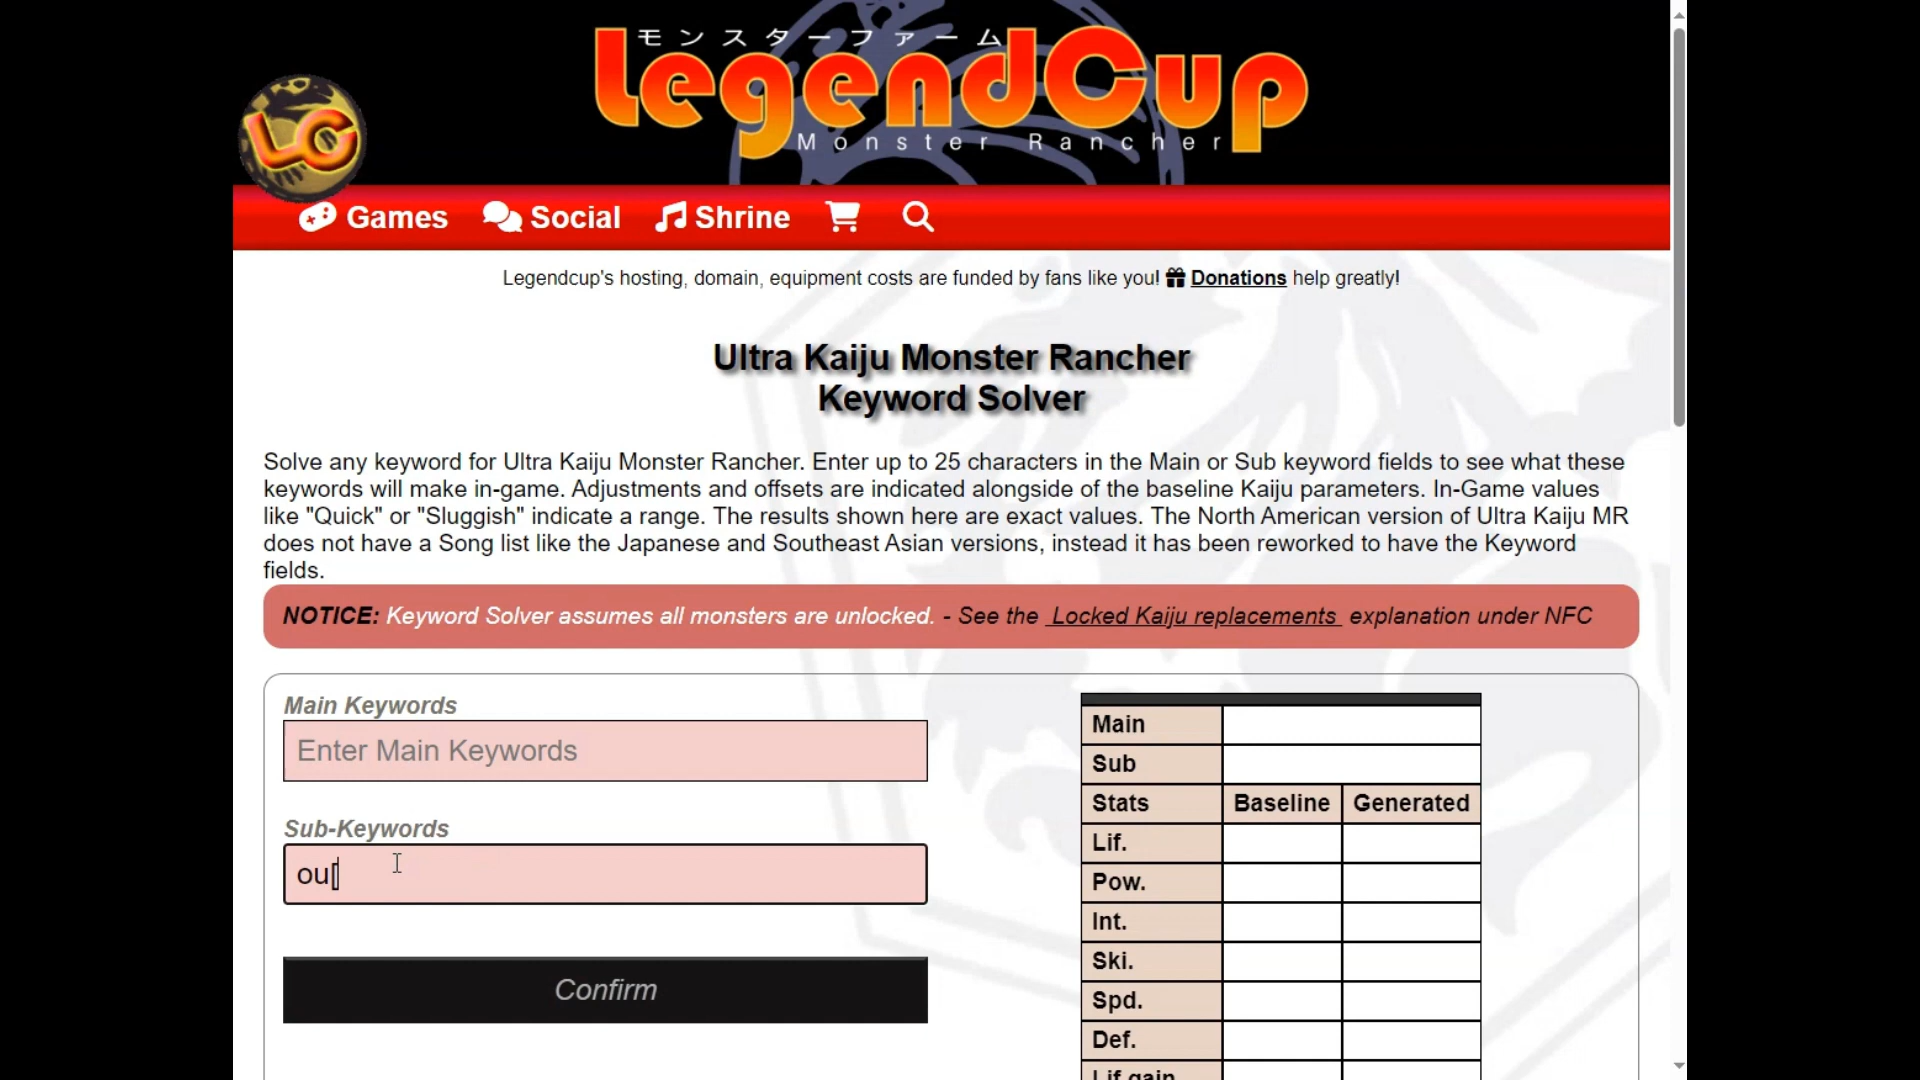 モンスターファーム
LegendCup
Monster Rancher
LC
Games Social Shrine
Legendcup's hosting, domain, equipment costs are funded by fans like you! Donations help greatly!
Ultra Kaiju Monster Rancher
Keyword Solver
Solve any keyword for Ultra Kaiju Monster Rancher. Enter up to 25 characters in the Main or Sub keyword fields to see what these
keywords will make in-game. Adjustments and offsets are indicated alongside of the baseline Kaiju parameters. In-Game values
like "Quick" or "Sluggish" indicate a range. The results shown here are exact values. The North American version of Ultra Kaiju MR
does not have a Song list like the Japanese and Southeast Asian versions, instead it has been reworked to have the Keyword
fields.
NOTICE: Keyword Solver assumes all monsters are unlocked. - See the Locked Kaiju replacements explanation under NFC
Main Keywords
Enter Main Keywords
Sub-Keywords
ou[
Confirm
Main
Sub
Stats Baseline Generated
Lif.
Pow.
Int.
Ski.
Spd.
Def.
Lif gain